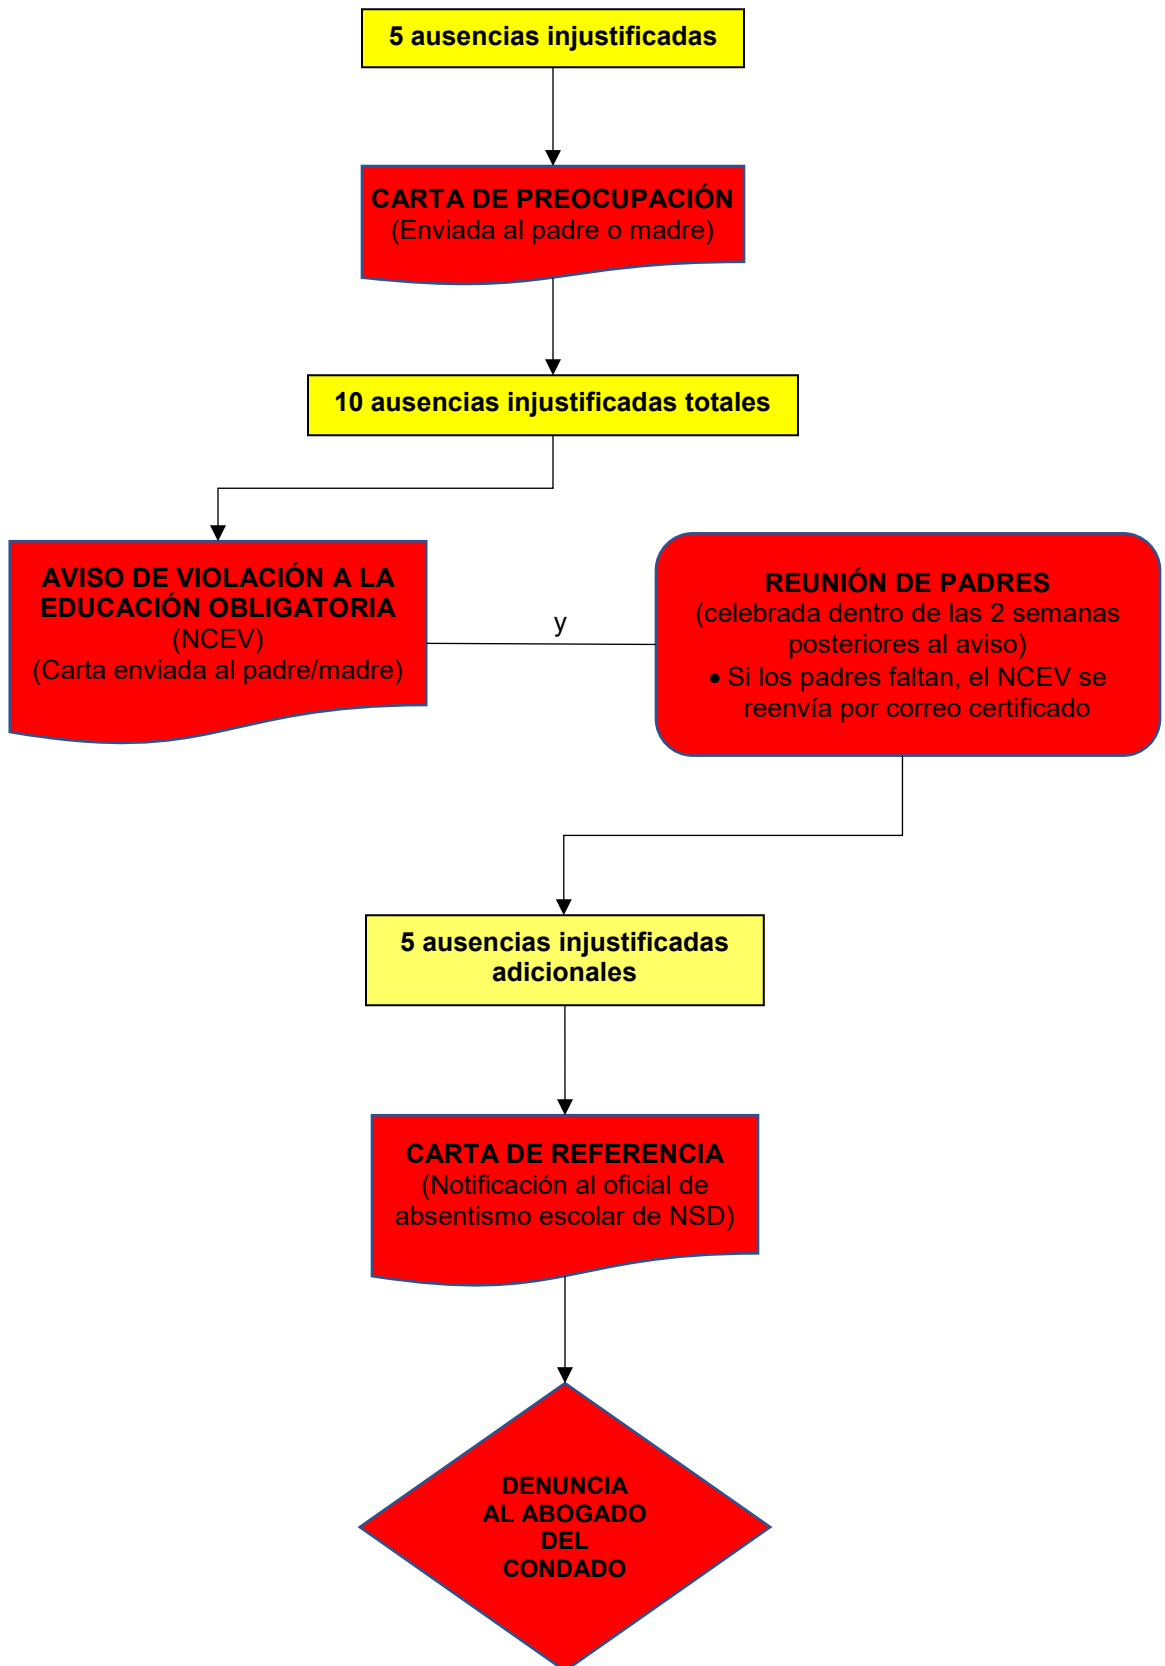 5 ausencias injustificadas
CARTA DE PREOCUPACIÓN
(Enviada al padre o madre)
10 ausencias injustificadas totales
AVISO DE VIOLACIÓN A LA
EDUCACIÓN OBLIGATORIA
(NCEV)
(Carta enviada al padre/madre)
y
REUNIÓN DE PADRES
(celebrada dentro de las 2 semanas
posteriores al aviso)
• Si los padres faltan, el NCEV se
reenvía por correo certificado
5 ausencias injustificadas
adicionales
CARTA DE REFERENCIA
(Notificación al oficial de
absentismo escolar de NSD)
DENUNCIA
AL ABOGADO
DEL
CONDADO